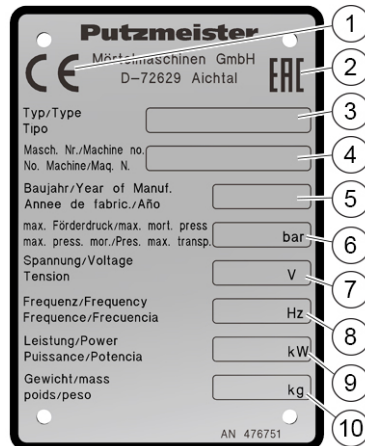 Putzmeister
Mörtelmaschinen GmbH
D-72629 Aichtal
CE
EAC
1
2
Typ/Type
Tipo
3
Masch. Nr./Machine no.
No. Machine/Maq. N.
4
Baujahr/Year of Manuf.
Annee de fabric./Año
5
max. Förderdruck/max. mort. press
max. press. mor./Pres. max. transp.
bar
6
Spannung/Voltage
Tension
V
7
Frequenz/Frequency
Frequence/Frecuencia
Hz
8
Leistung/Power
Puissance/Potencia
kW
9
Gewicht/mass
poids/peso
kg
10
AN 476751